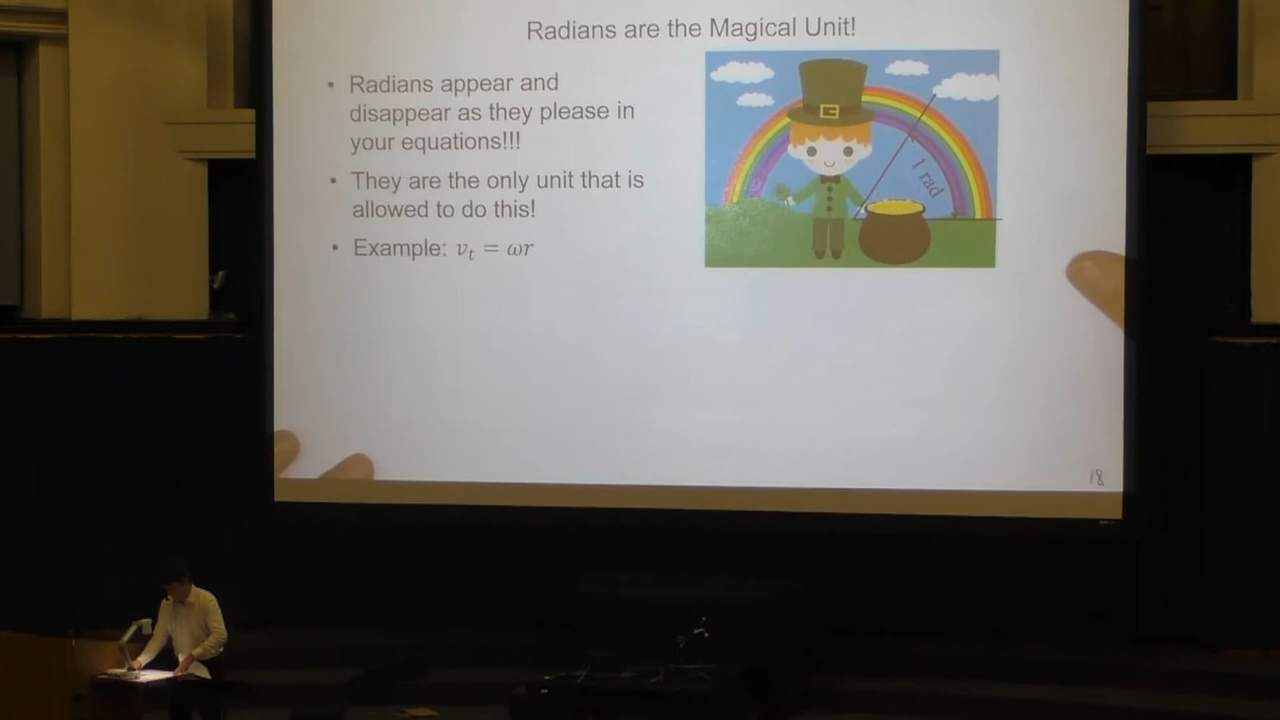 Radians are the Magical Unit!
• Radians appear and
disappear as they please in
your equations!!!
• They are the only unit that is
allowed to do this!
• Example: vₜ = ωr
1 rad
18